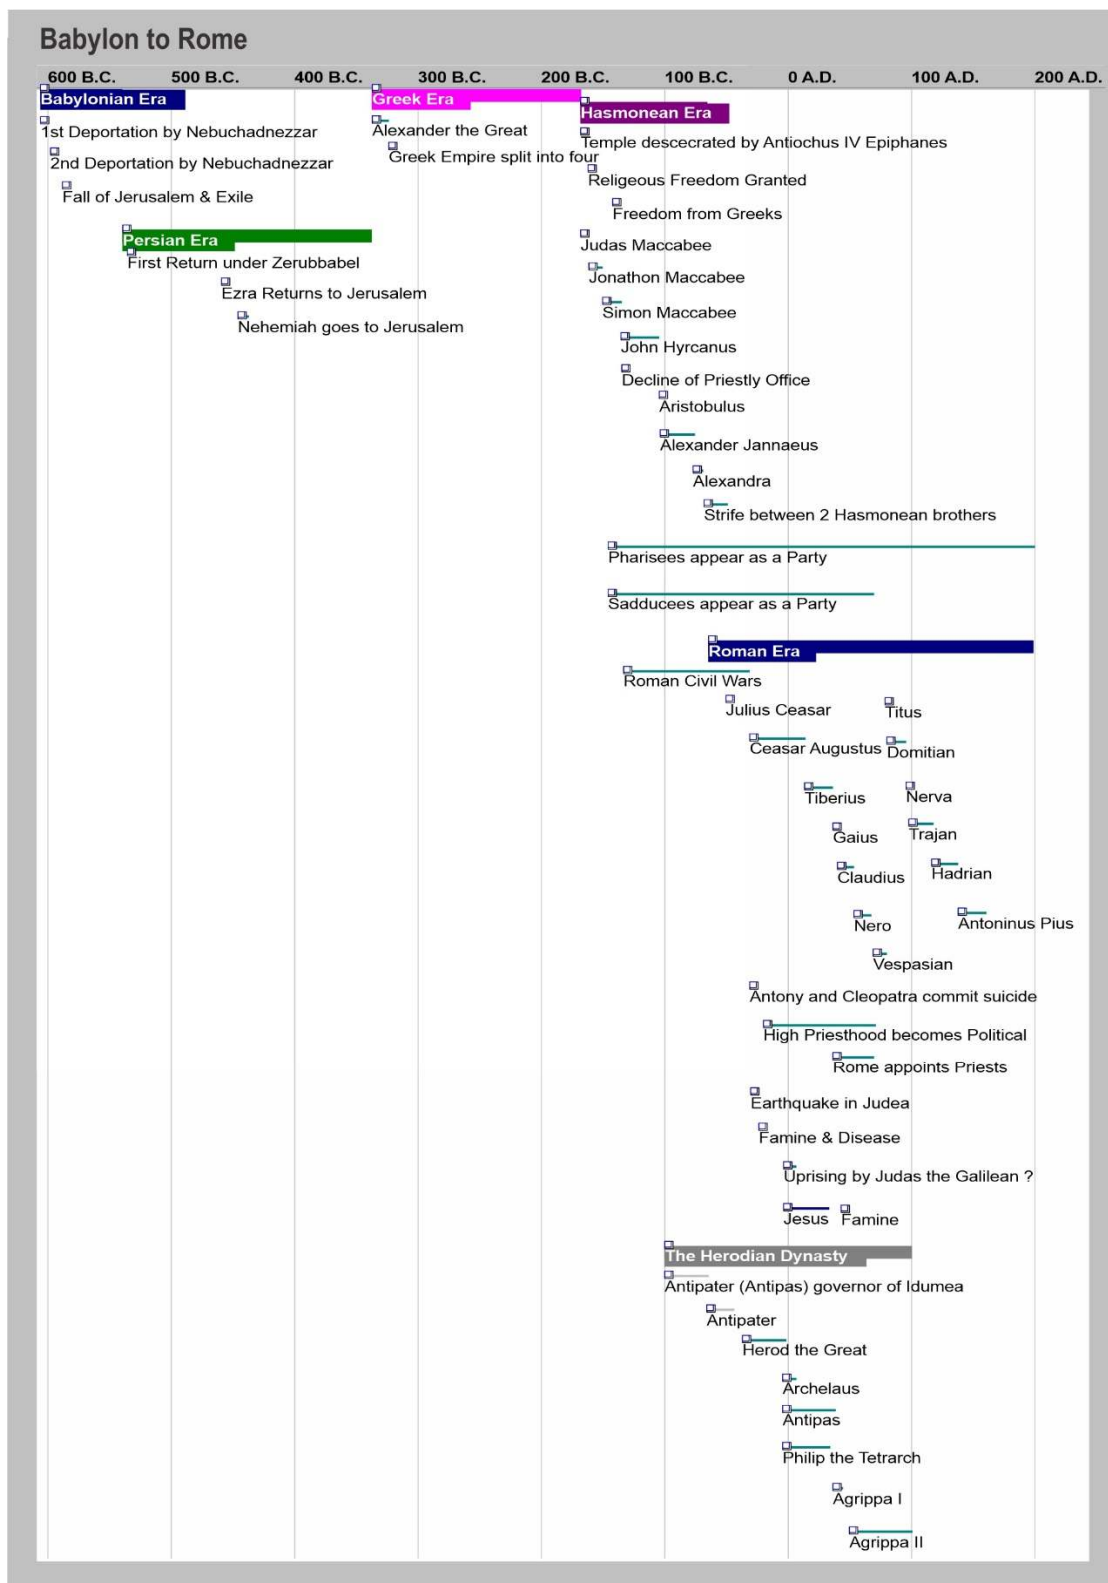 Babylon to Rome
600 B.C. 500 B.C. 400 B.C. 300 B.C. 200 B.C. 100 B.C. 0 A.D. 100 A.D. 200 A.D.
Babylonian Era
Greek Era
Hasmonean Era
1st Deportation by Nebuchadnezzar
Alexander the Great
Temple descecrated by Antiochus IV Epiphanes
2nd Deportation by Nebuchadnezzar
Greek Empire split into four
Religeous Freedom Granted
Fall of Jerusalem & Exile
Freedom from Greeks
Persian Era
Judas Maccabee
First Return under Zerubbabel
Jonathon Maccabee
Ezra Returns to Jerusalem
Simon Maccabee
Nehemiah goes to Jerusalem
John Hyrcanus
Decline of Priestly Office
Aristobulus
Alexander Jannaeus
Alexandra
Strife between 2 Hasmonean brothers
Pharisees appear as a Party
Sadducees appear as a Party
Roman Era
Roman Civil Wars
Julius Ceasar
Titus
Ceasar Augustus
Domitian
Tiberius
Nerva
Gaius
Trajan
Claudius
Hadrian
Nero
Antoninus Pius
Vespasian
Antony and Cleopatra commit suicide
High Priesthood becomes Political
Rome appoints Priests
Earthquake in Judea
Famine & Disease
Uprising by Judas the Galilean ?
Jesus
Famine
The Herodian Dynasty
Antipater (Antipas) governor of Idumea
Antipater
Herod the Great
Archelaus
Antipas
Philip the Tetrarch
Agrippa I
Agrippa II